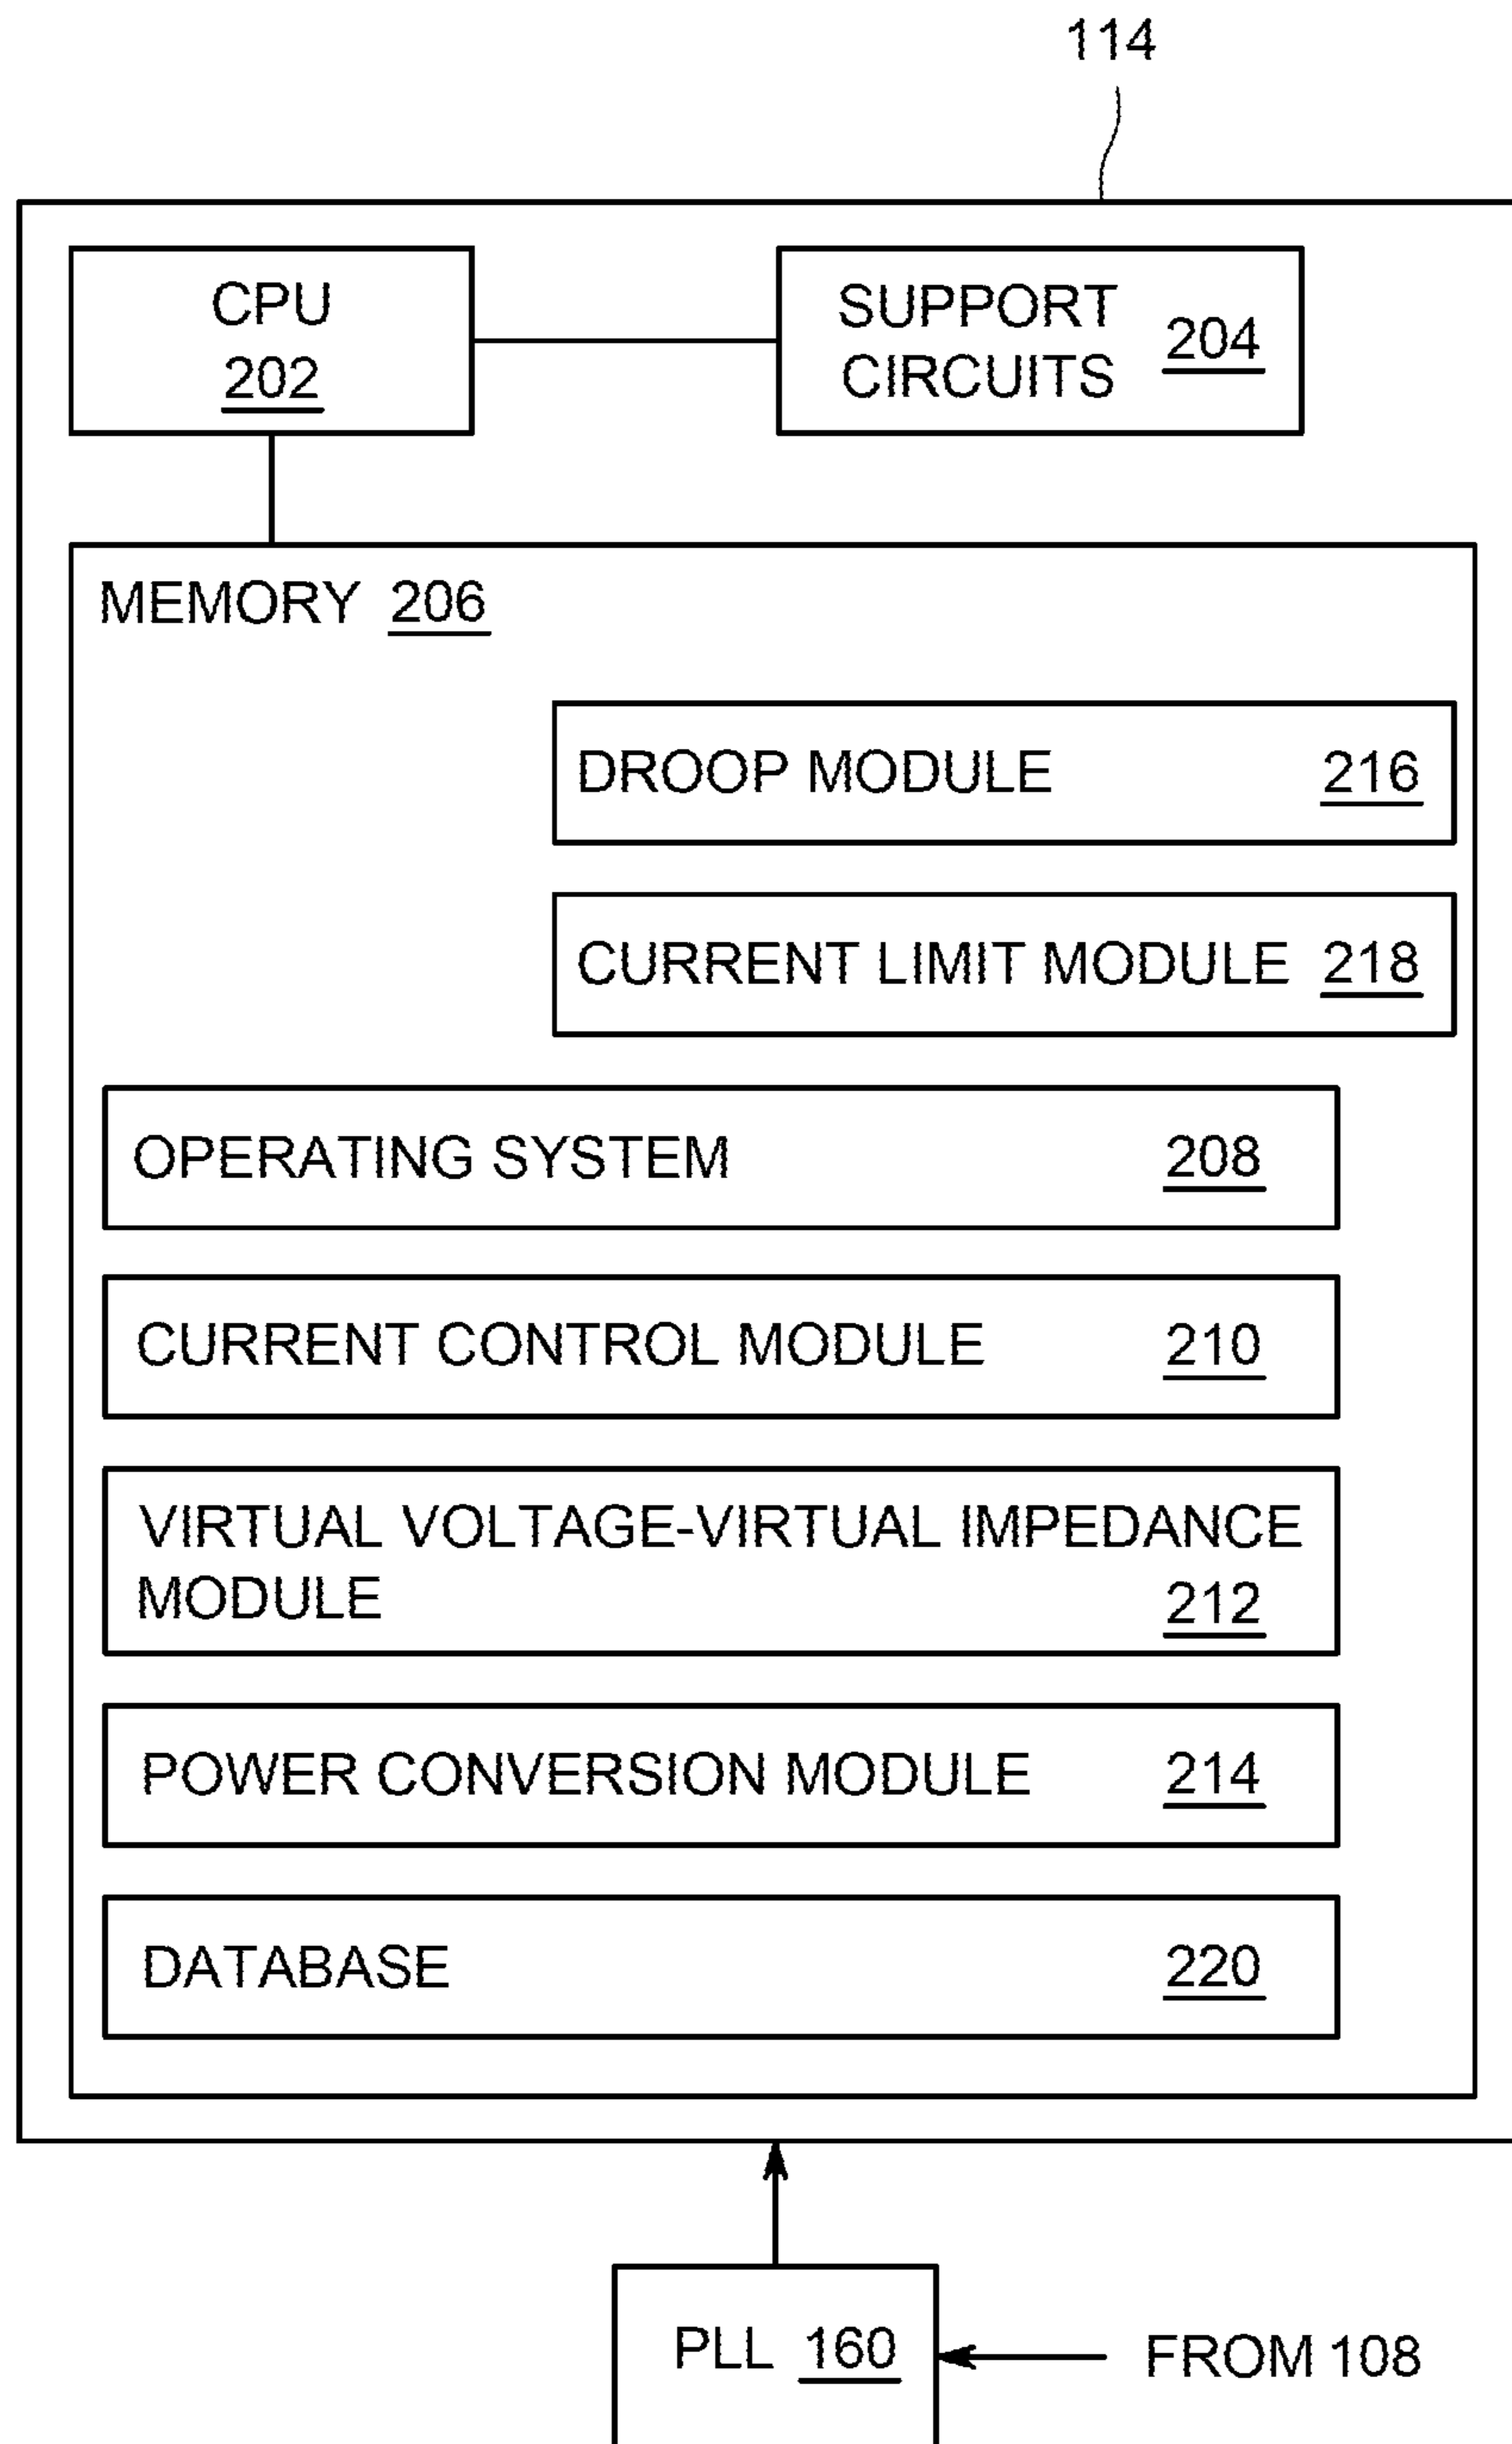 114
CPU
202
SUPPORT
CIRCUITS 204
MEMORY 206
DROOP MODULE 216
CURRENT LIMIT MODULE 218
OPERATING SYSTEM 208
CURRENT CONTROL MODULE 210
VIRTUAL VOLTAGE-VIRTUAL IMPEDANCE
MODULE 212
POWER CONVERSION MODULE 214
DATABASE 220
PLL 160
FROM 108